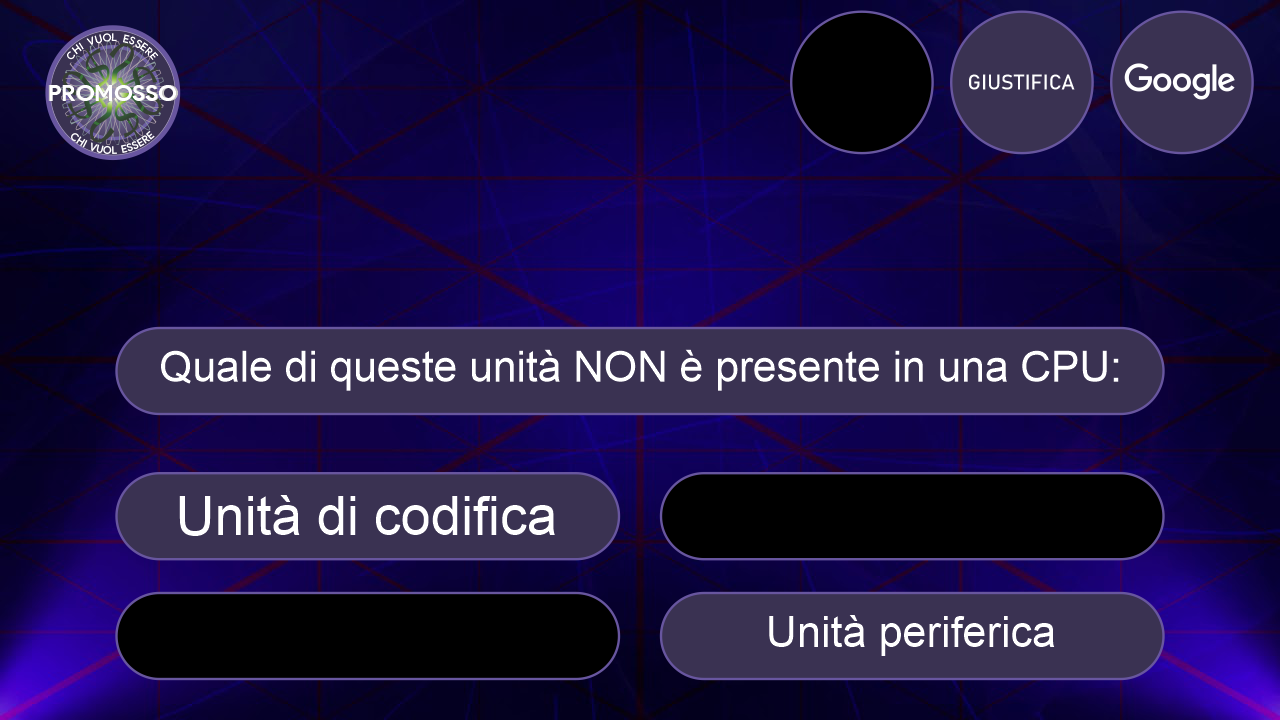 CHI VUOL ESSERE
PROMOSSO
CHI VUOL ESSERE
GIUSTIFICA
Google
Quale di queste unità NON è presente in una CPU:
Unità di codifica
Unità periferica